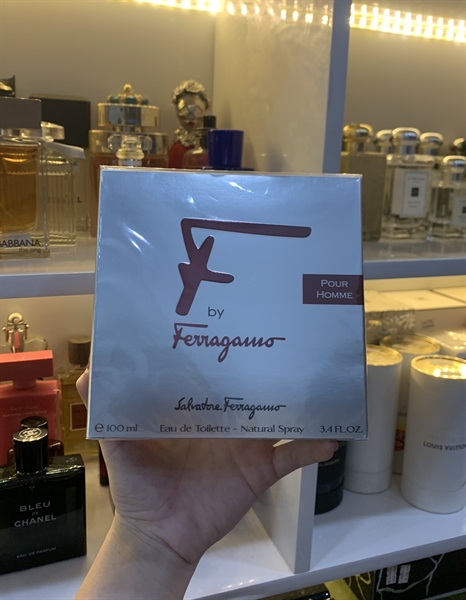 F
by
Ferragamo
POUR
HOMME
Salvatore Ferragamo
e 100 ml
Eau de Toilette - Natural Spray
3.4 FL.OZ.
GABBANA
BLEU
DE
CHANEL
EAU DE PARFUM
LOUIS VUITTON